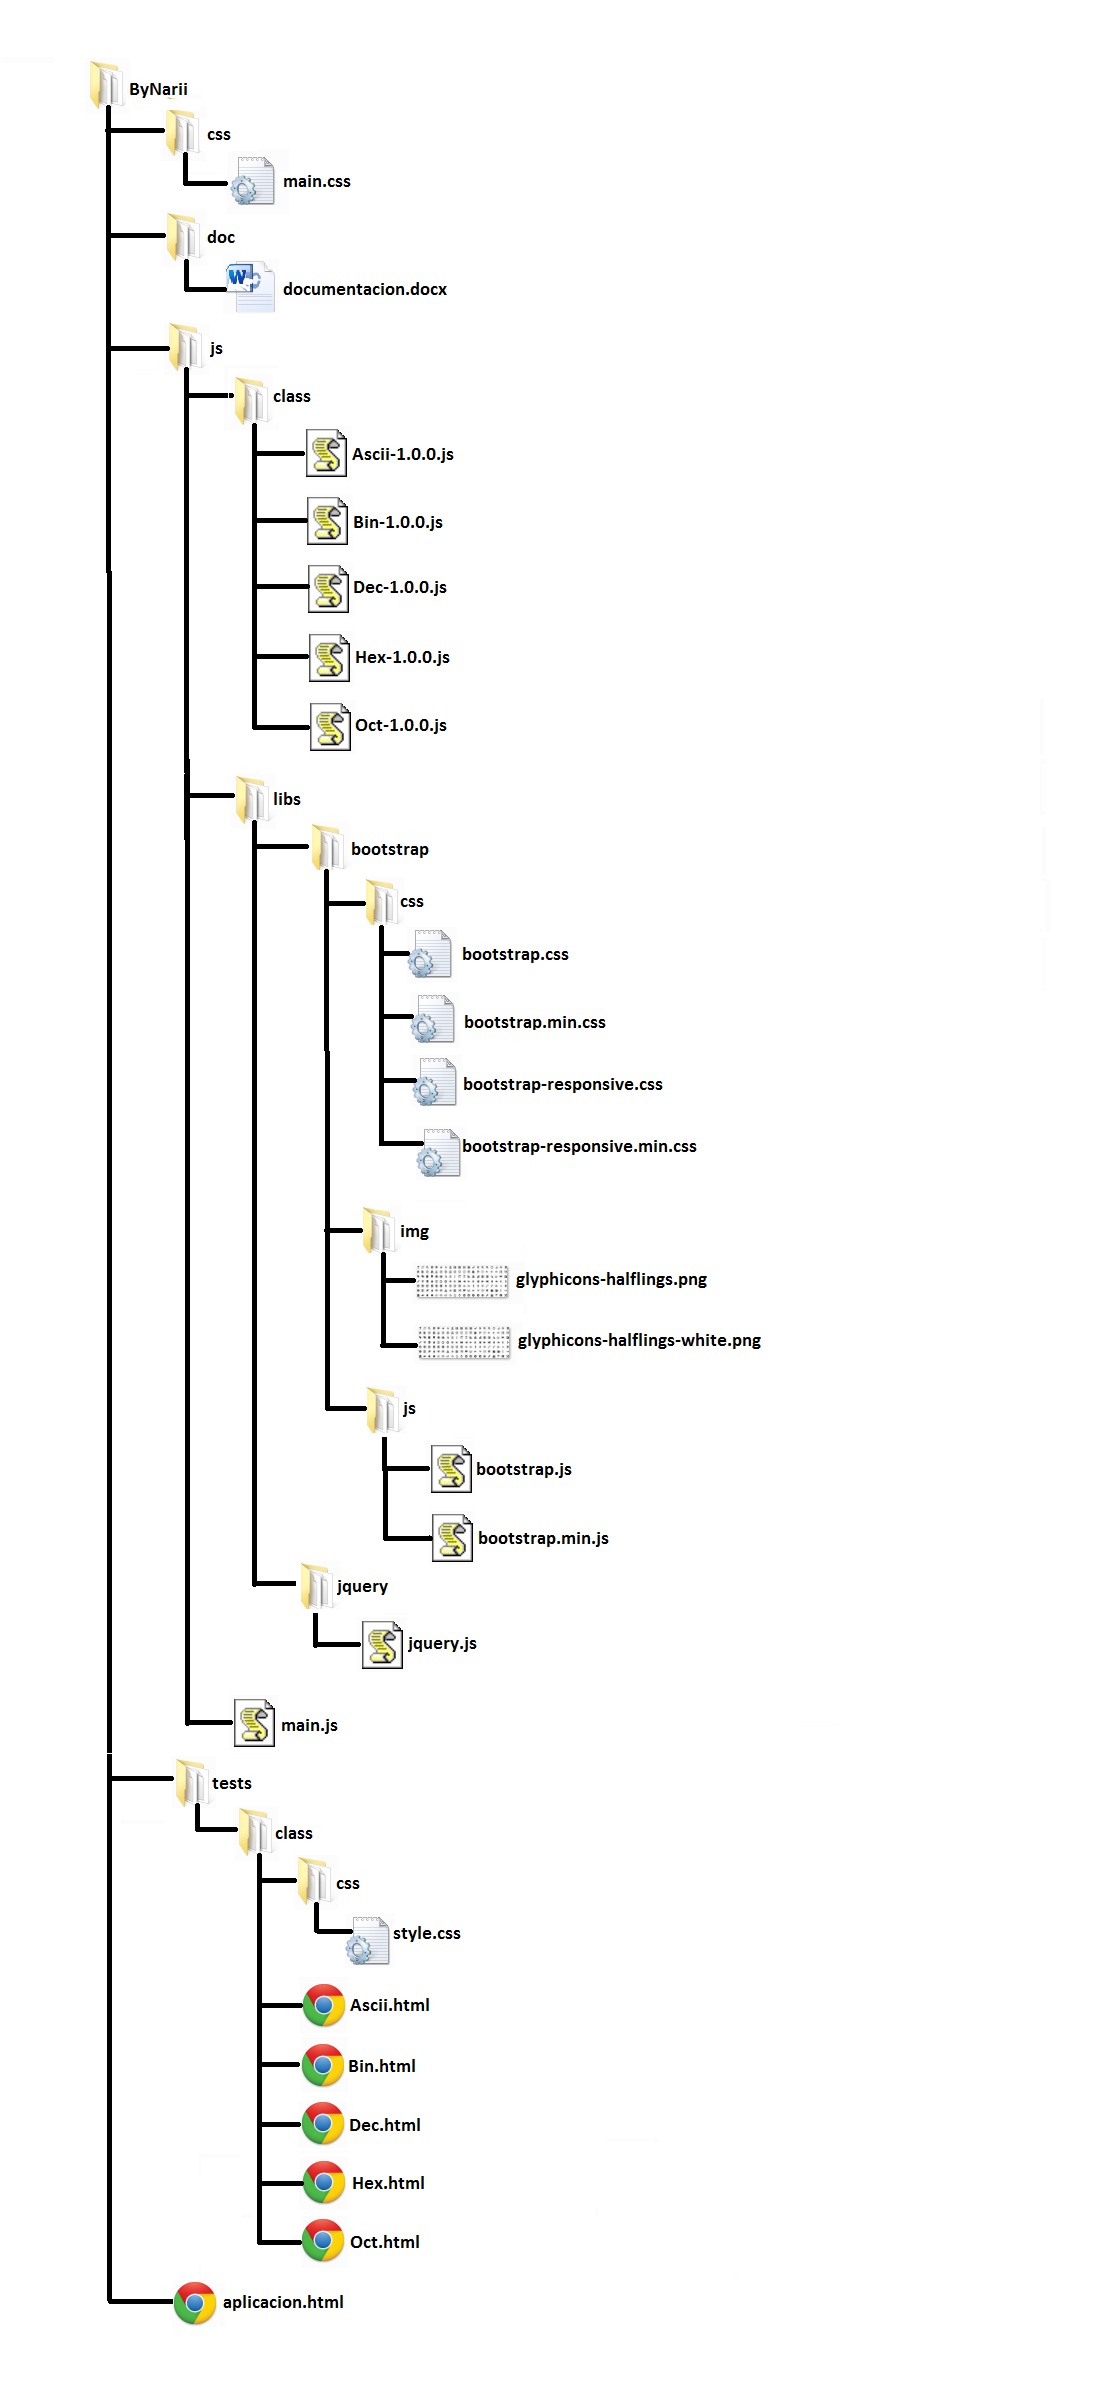 ByNarii
css
main.css
doc
documentacion.docx
js
class
Ascii-1.0.0.js
Bin-1.0.0.js
Dec-1.0.0.js
Hex-1.0.0.js
Oct-1.0.0.js
libs
bootstrap
css
bootstrap.css
bootstrap.min.css
bootstrap-responsive.css
bootstrap-responsive.min.css
img
glyphicons-halflings.png
glyphicons-halflings-white.png
js
bootstrap.js
bootstrap.min.js
jquery
jquery.js
main.js
tests
class
css
style.css
Ascii.html
Bin.html
Dec.html
Hex.html
Oct.html
aplicacion.html